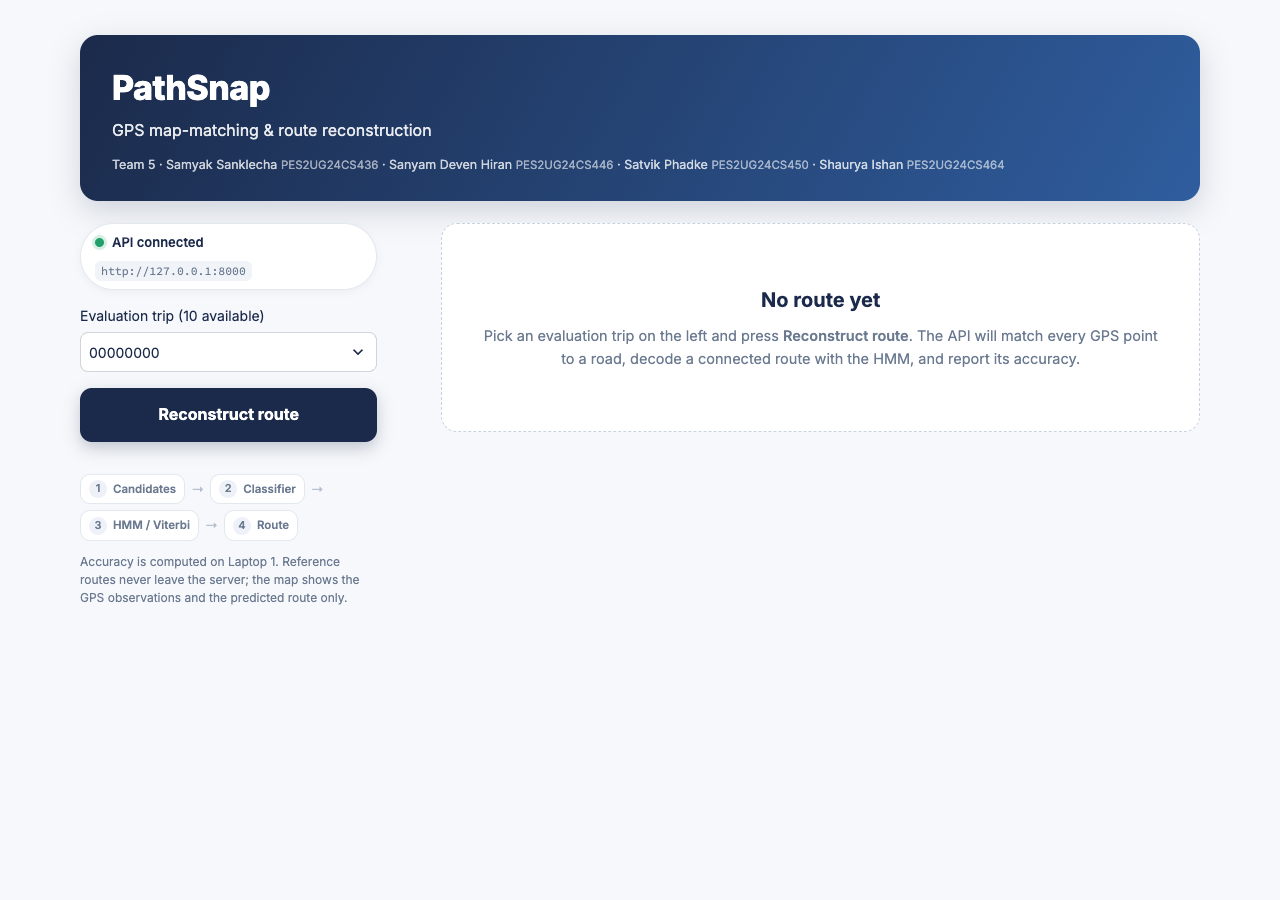 PathSnap
GPS map-matching & route reconstruction
Team 5 · Samyak Sanklecha PES2UG24CS436 · Sanyam Deven Hiran PES2UG24CS446 · Satvik Phadke PES2UG24CS450 · Shaurya Ishan PES2UG24CS464
API connected
http://127.0.0.1:8000
Evaluation trip (10 available)
00000000
Reconstruct route
1 Candidates → 2 Classifier →
3 HMM / Viterbi → 4 Route
Accuracy is computed on Laptop 1. Reference
routes never leave the server; the map shows the
GPS observations and the predicted route only.
No route yet
Pick an evaluation trip on the left and press Reconstruct route. The API will match every GPS point
to a road, decode a connected route with the HMM, and report its accuracy.